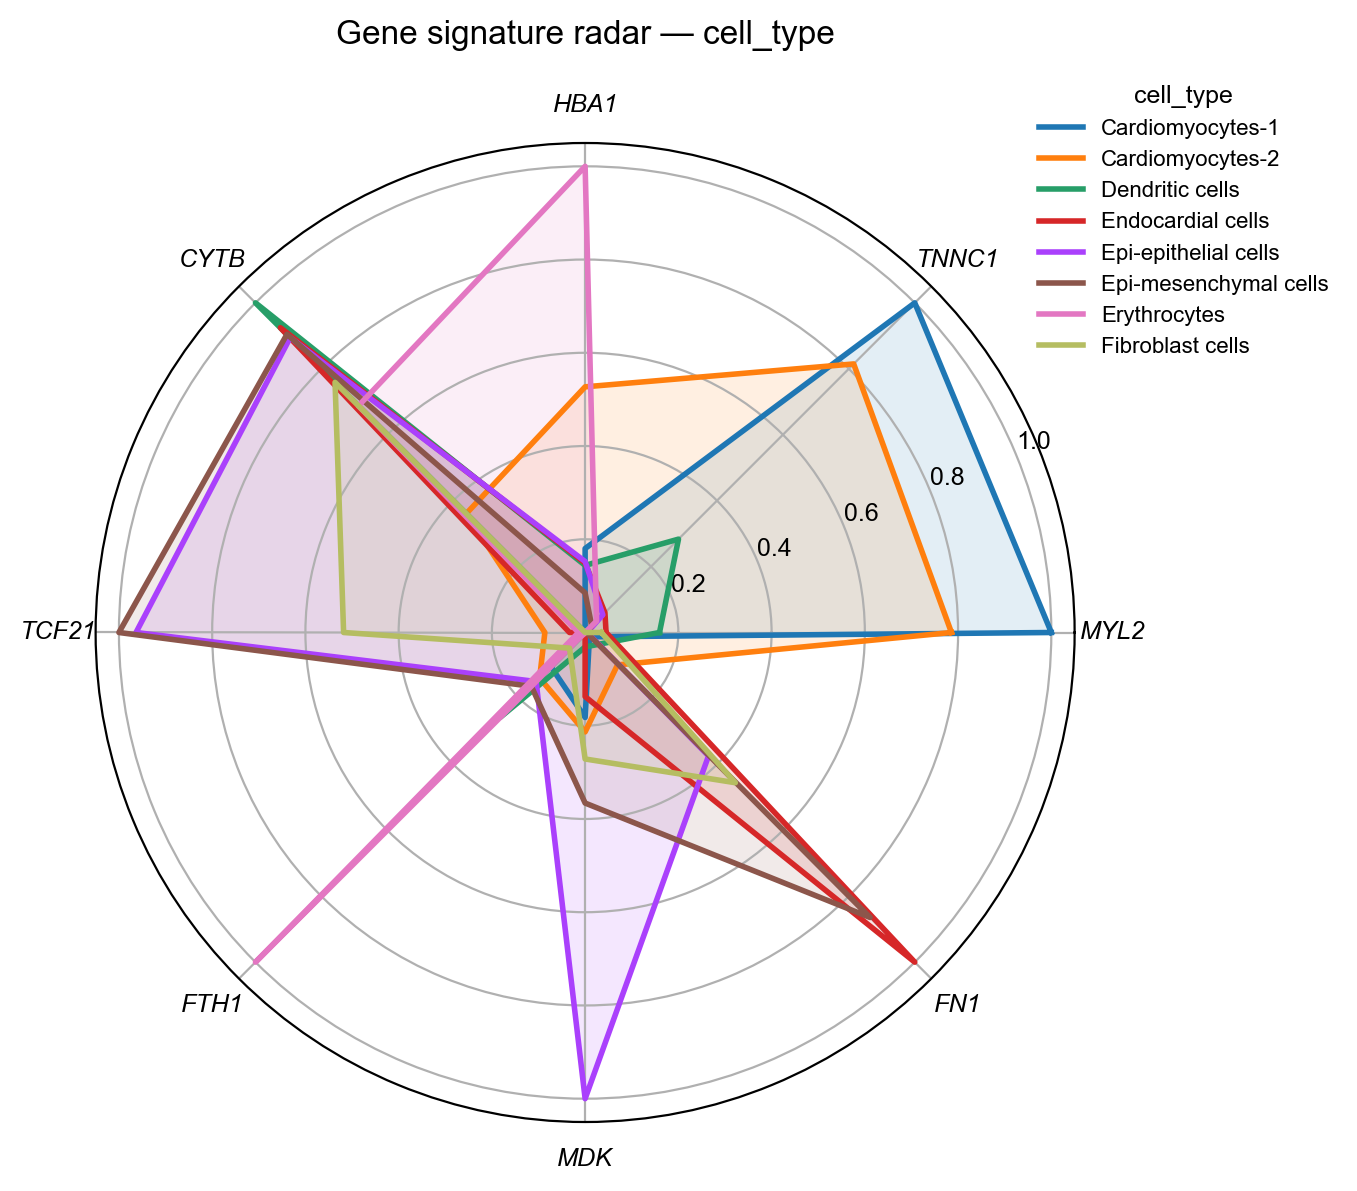 Gene signature radar — cell_type
HBA1
cell_type
Cardiomyocytes-1
Cardiomyocytes-2
Dendritic cells
Endocardial cells
Epi-epithelial cells
Epi-mesenchymal cells
Erythrocytes
Fibroblast cells
CYTB
TNNC1
1.0
0.8
0.6
0.4
0.2
TCF21
MYL2
FTH1
FN1
MDK